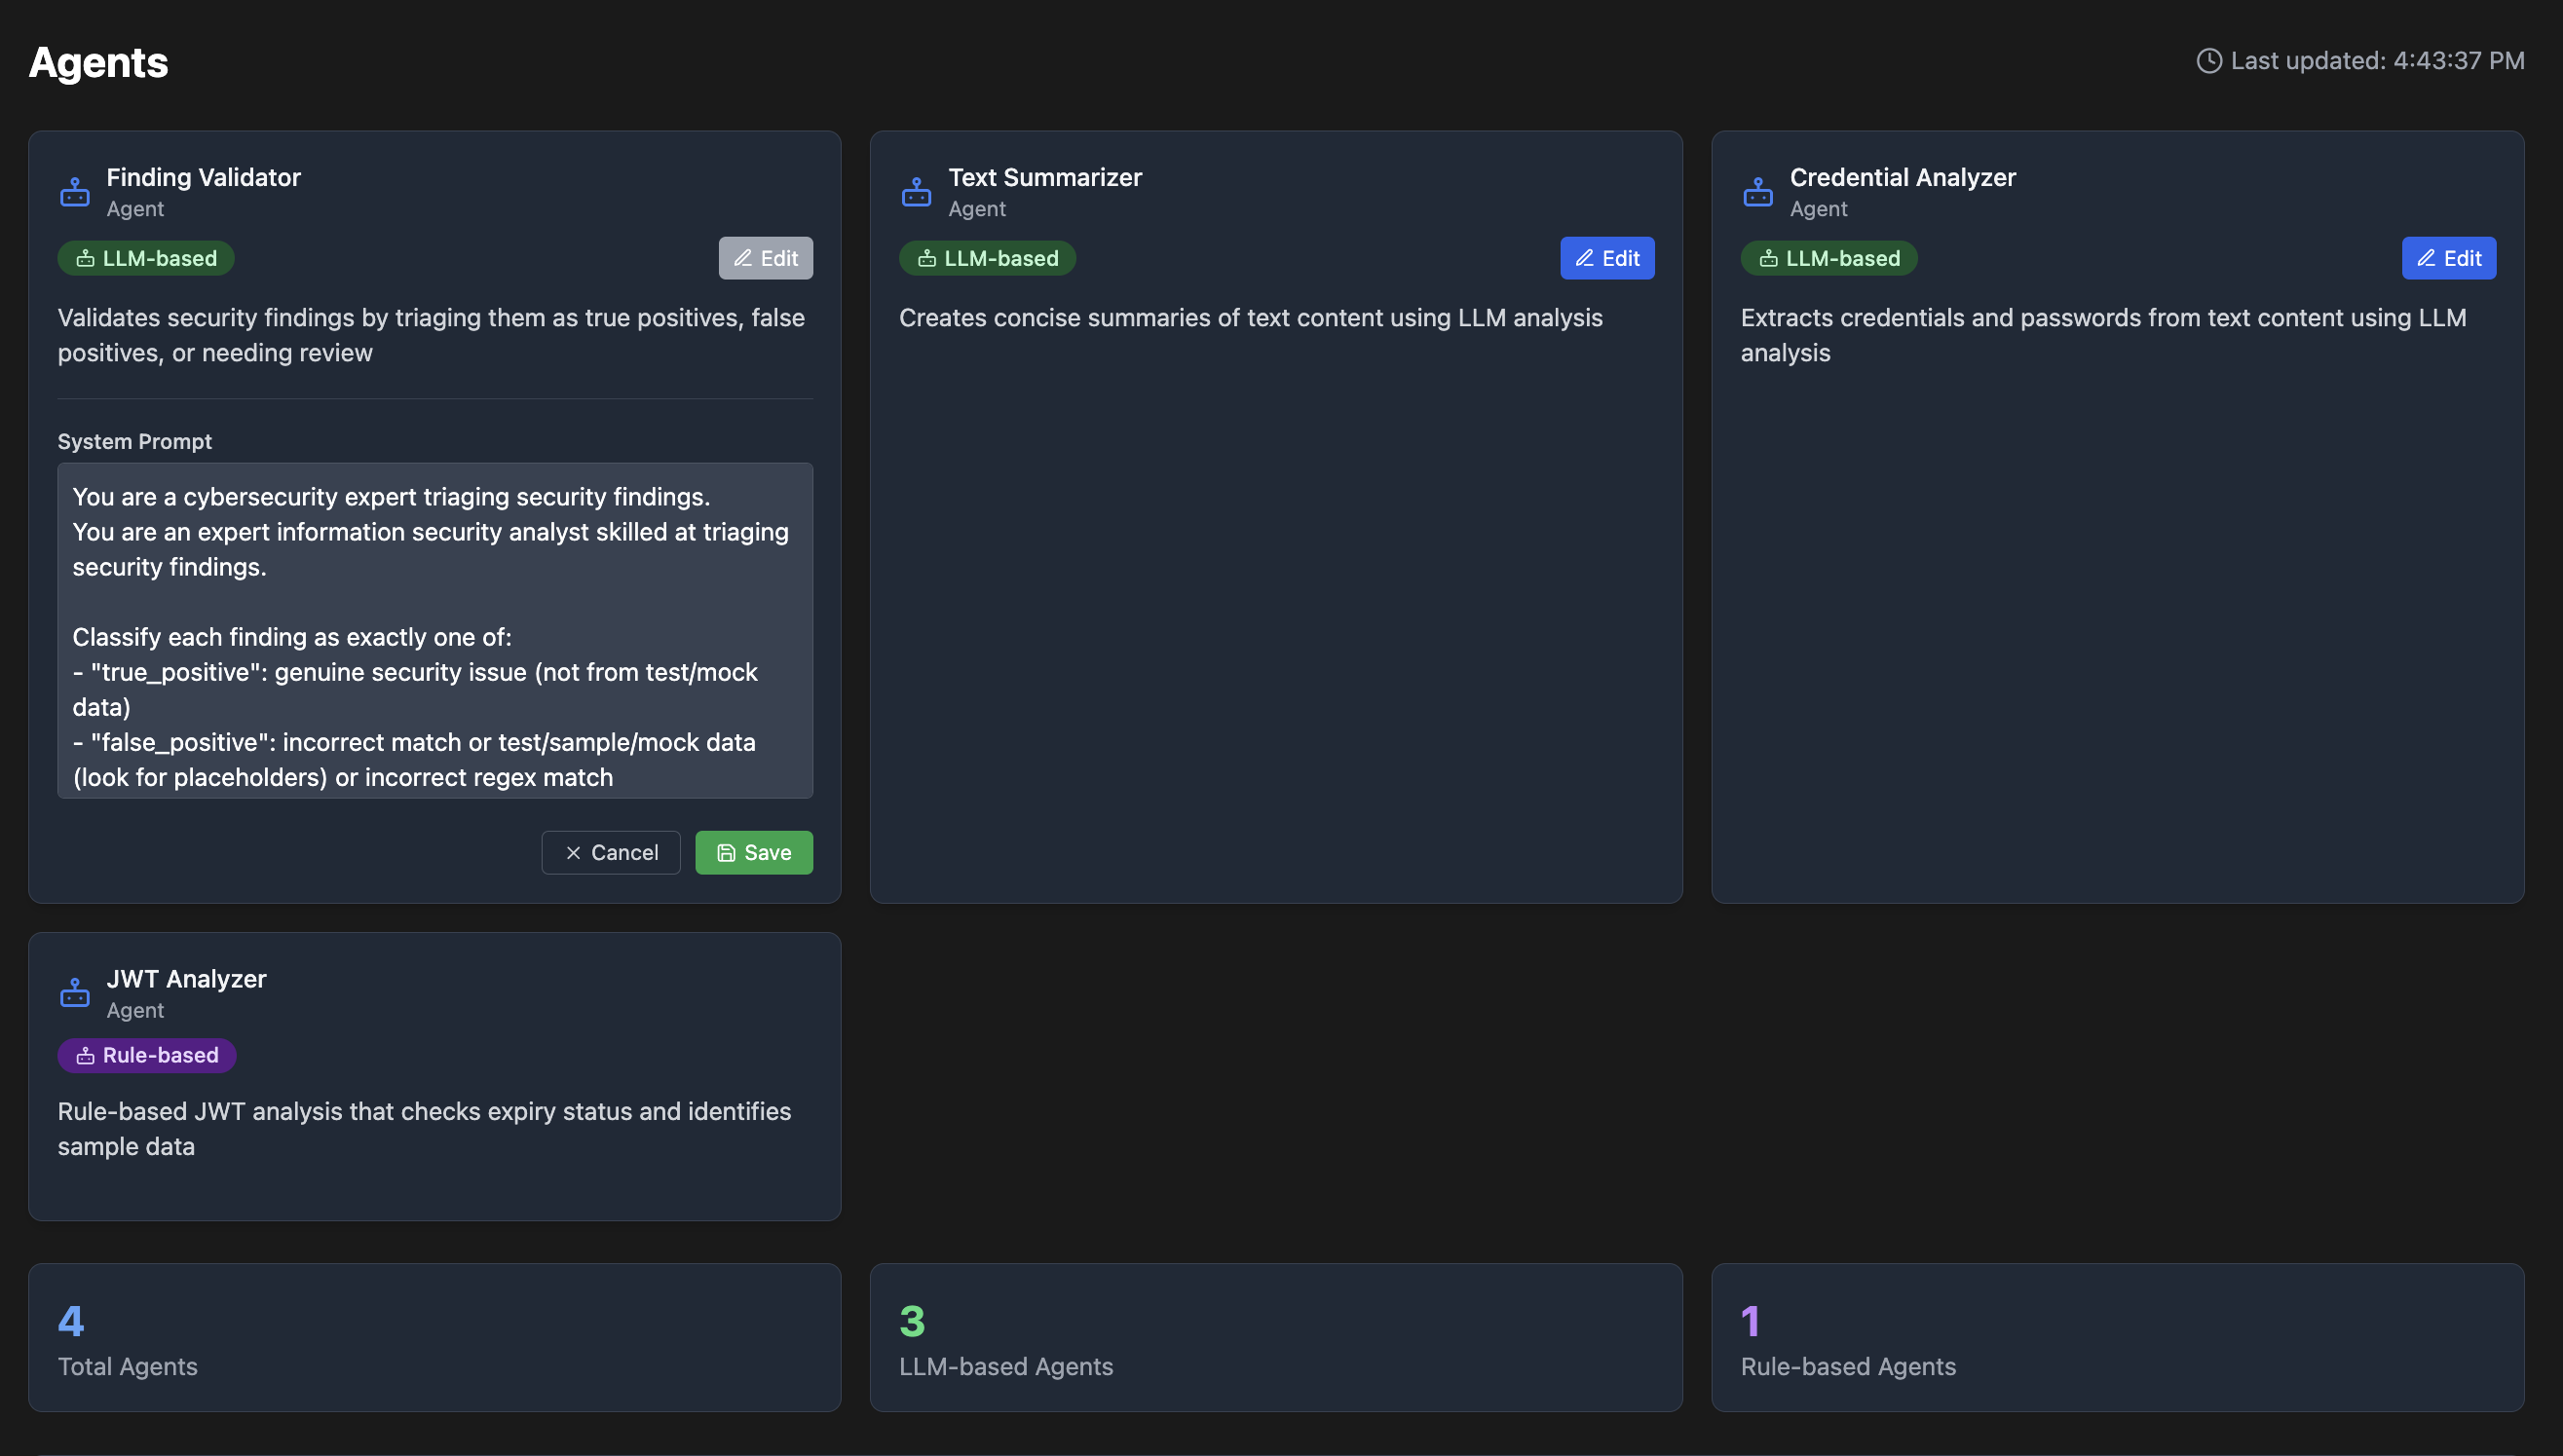 Agents
Last updated: 4:43:37 PM
Finding Validator
Agent
LLM-based
Edit
Validates security findings by triaging them as true positives, false
positives, or needing review
System Prompt
You are a cybersecurity expert triaging security findings.
You are an expert information security analyst skilled at triaging
security findings.
Classify each finding as exactly one of:
- "true_positive": genuine security issue (not from test/mock
data)
- "false_positive": incorrect match or test/sample/mock data
(look for placeholders) or incorrect regex match
Cancel
Save
Text Summarizer
Agent
LLM-based
Edit
Creates concise summaries of text content using LLM analysis
Credential Analyzer
Agent
LLM-based
Edit
Extracts credentials and passwords from text content using LLM
analysis
JWT Analyzer
Agent
Rule-based
Rule-based JWT analysis that checks expiry status and identifies
sample data
4
Total Agents
3
LLM-based Agents
1
Rule-based Agents